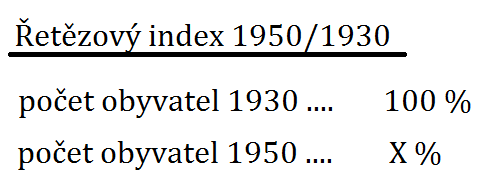 Řetězový index 1950/1930
počet obyvatel 1930 .... 100 %
počet obyvatel 1950 .... X %